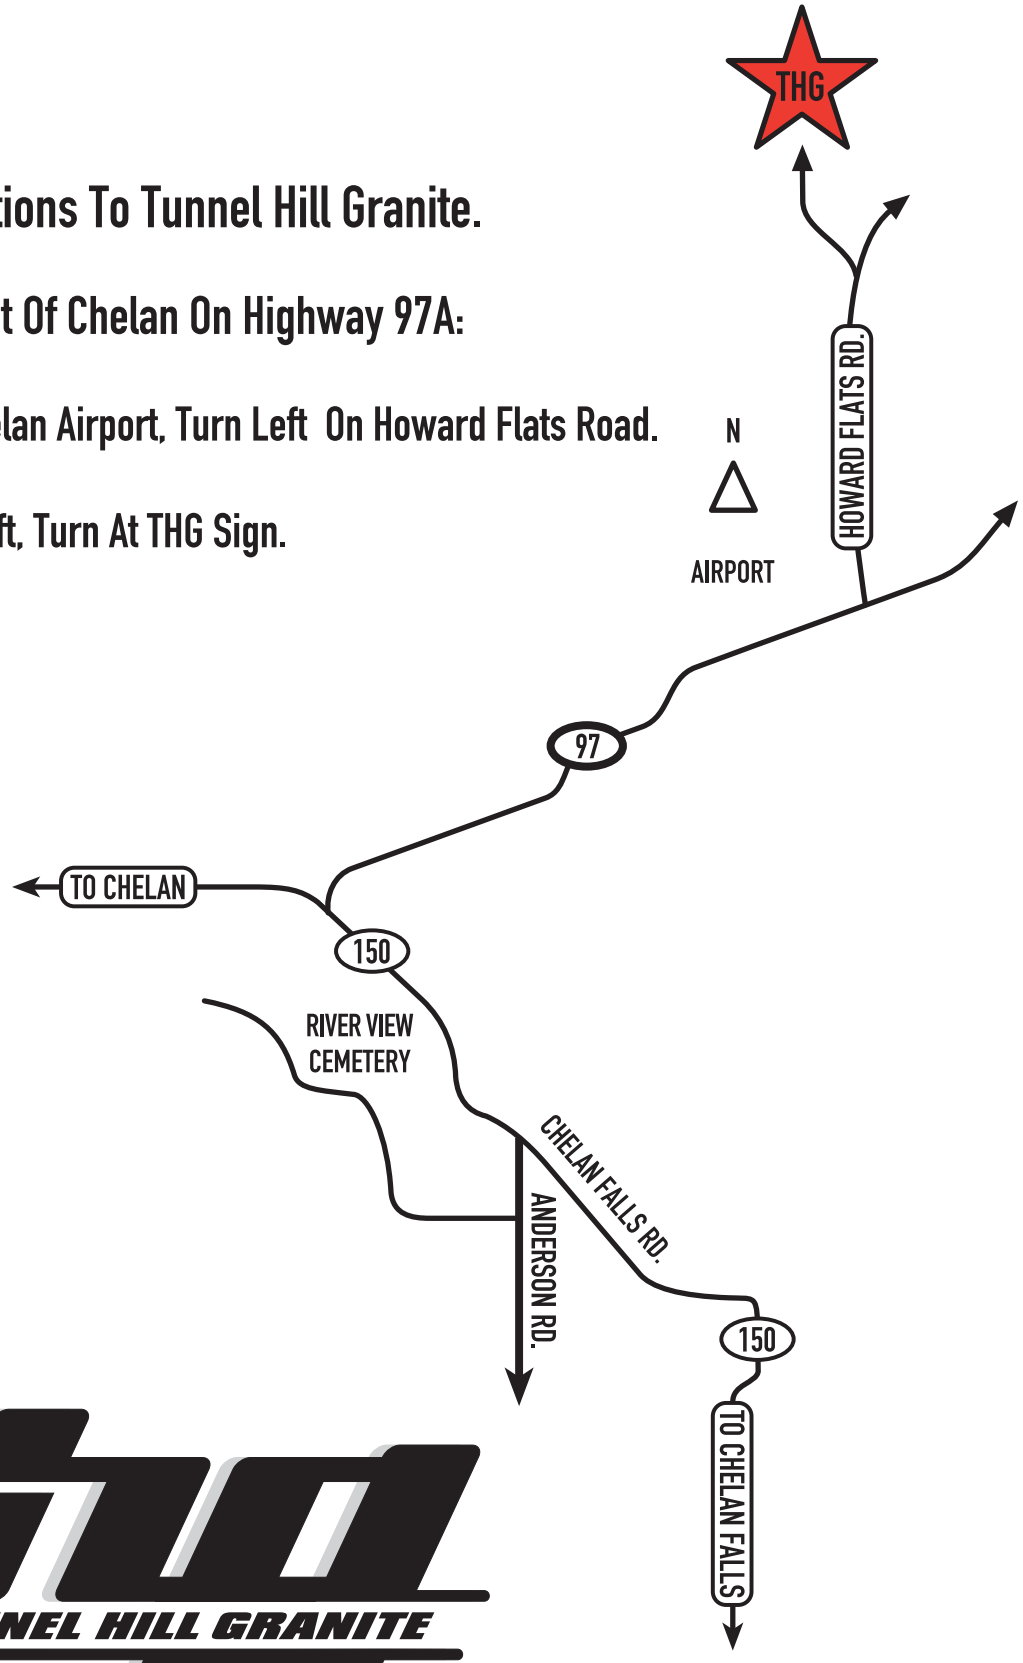 THG
tions To Tunnel Hill Granite.
t Of Chelan On Highway 97A:
elan Airport, Turn Left On Howard Flats Road.
ft, Turn At THG Sign.
N
AIRPORT
HOWARD FLATS RD.
97
TO CHELAN
150
RIVER VIEW
CEMETERY
CHELAN FALLS RD.
ANDERSON RD.
150
TO CHELAN FALLS
NEL HILL GRANITE